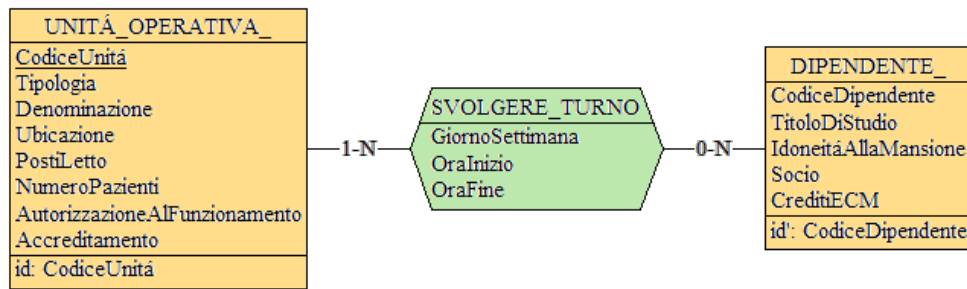 UNITÁ_OPERATIVA_
CodiceUnitá
Tipologia
Denominazione
Ubicazione
PostiLetto
NumeroPazienti
AutorizzazioneAlFunzionamento
Accreditamento
id: CodiceUnitá
1-N
SVOLGERE_TURNO
GiornoSettimana
OraInizio
OraFine
0-N
DIPENDENTE_
CodiceDipendente
TitoloDiStudio
IdoneitáAllaMansione
Socio
CreditiECM
id': CodiceDipendente